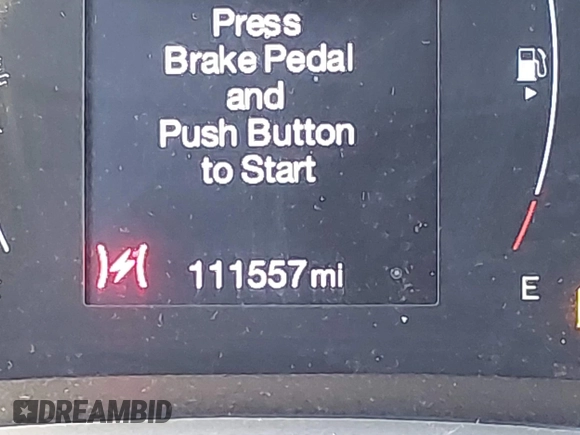 Press
Brake Pedal
and
Push Button
to Start
111557 mi
E
DREAMBID